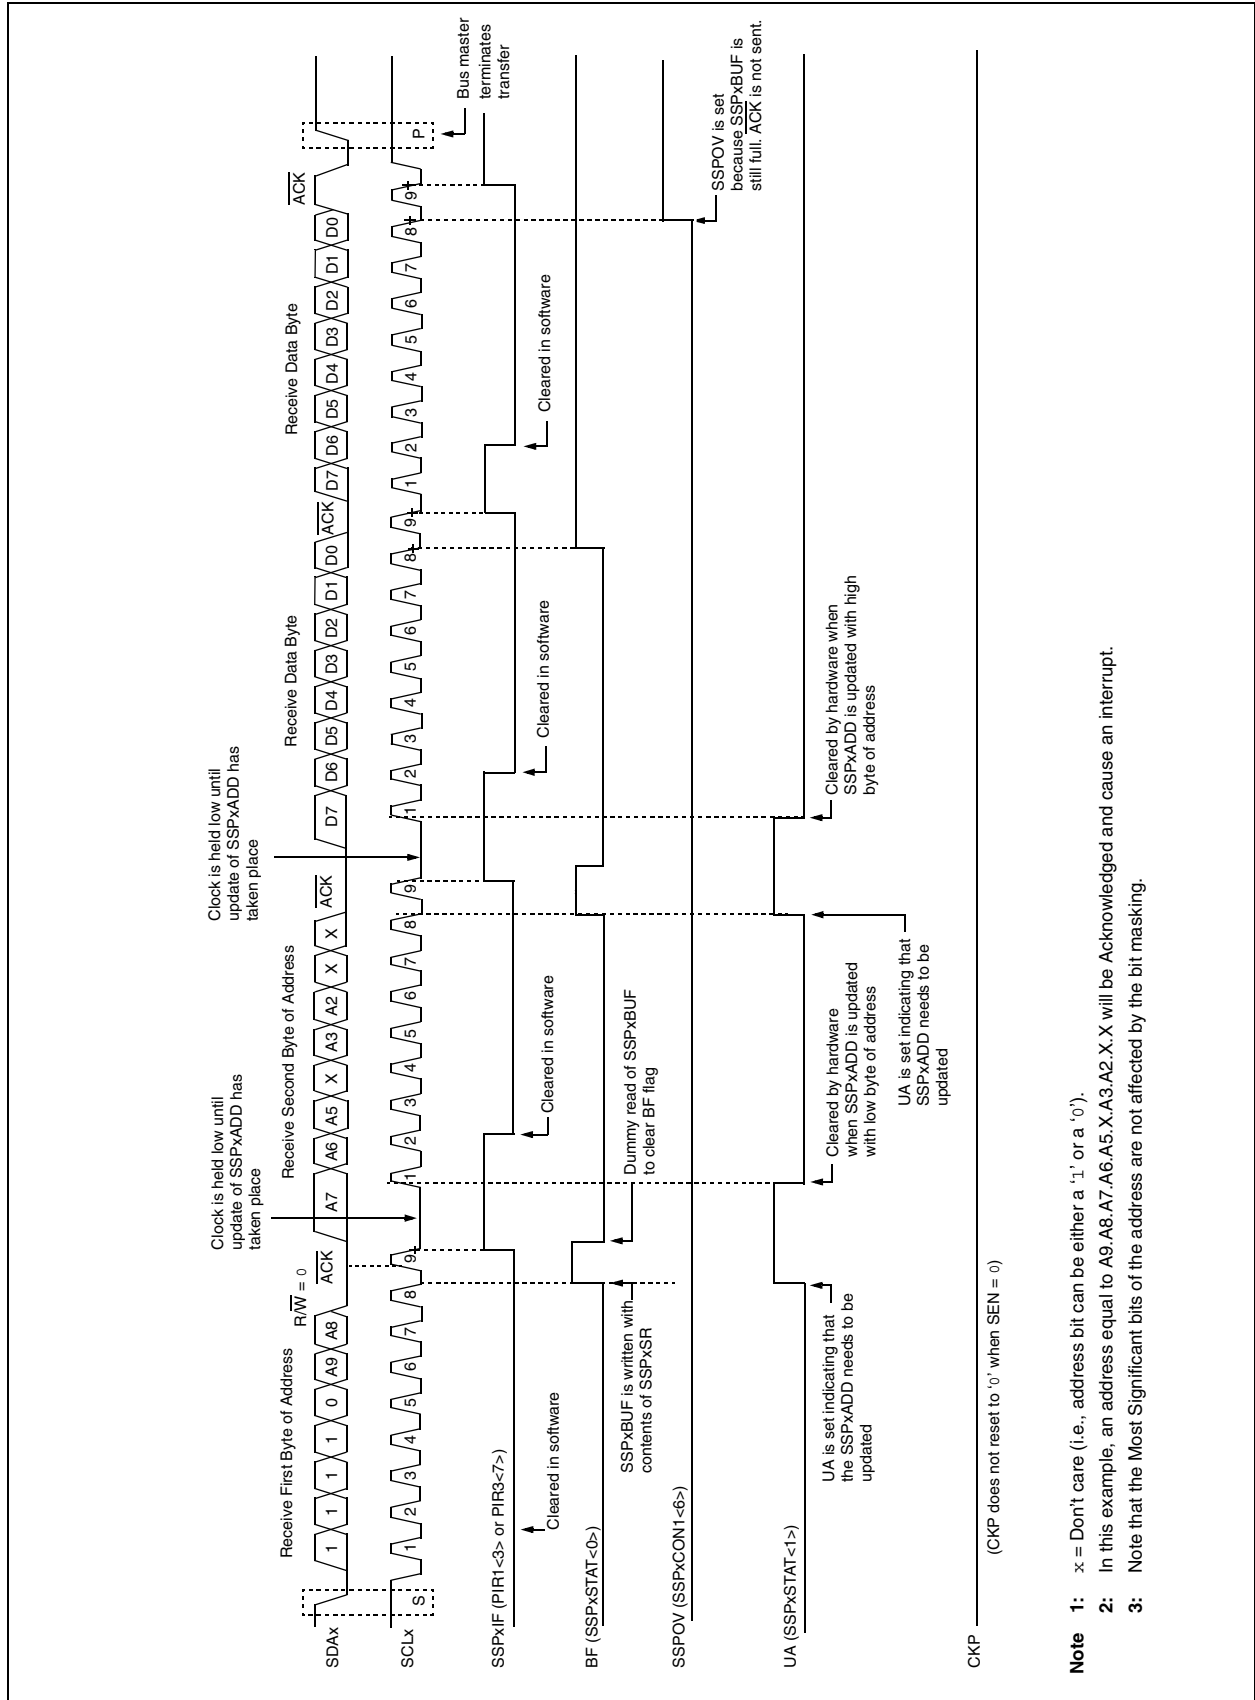 Receive First Byte of Address
R/W = 0
ACK
Clock is held low until
update of SSPxADD has
taken place
Receive Second Byte of Address
ACK
Clock is held low until
update of SSPxADD has
taken place
Receive Data Byte
ACK
Receive Data Byte
ACK
SDAx
1 1 1 1 0 A9 A8
A7 A6 A5 X A3 A2 X X
D7 D6 D5 D4 D3 D2 D1 D0
D7 D6 D5 D4 D3 D2 D1 D0
SCLx
S
1 2 3 4 5 6 7 8 9
1 2 3 4 5 6 7 8 9
1 2 3 4 5 6 7 8 9
1 2 3 4 5 6 7 8 9
P
Bus master
terminates
transfer
SSPxIF (PIR1<3> or PIR3<7>)
Cleared in software
Cleared in software
Cleared in software
Cleared in software
BF (SSPxSTAT<0>)
SSPxBUF is written with
contents of SSPxSR
Dummy read of SSPxBUF
to clear BF flag
SSPOV (SSPxCON1<6>)
SSPOV is set
because SSPxBUF is
still full. ACK is not sent.
UA (SSPxSTAT<1>)
UA is set indicating that
the SSPxADD needs to be
updated
Cleared by hardware
when SSPxADD is updated
with low byte of address
UA is set indicating that
SSPxADD needs to be
updated
Cleared by hardware when
SSPxADD is updated with high
byte of address
CKP
(CKP does not reset to ‘0’ when SEN = 0)
Note 1: x = Don’t care (i.e., address bit can be either a ‘1’ or a ‘0’).
2: In this example, an address equal to A9.A8.A7.A6.A5.X.A3.A2.X.X will be Acknowledged and cause an interrupt.
3: Note that the Most Significant bits of the address are not affected by the bit masking.